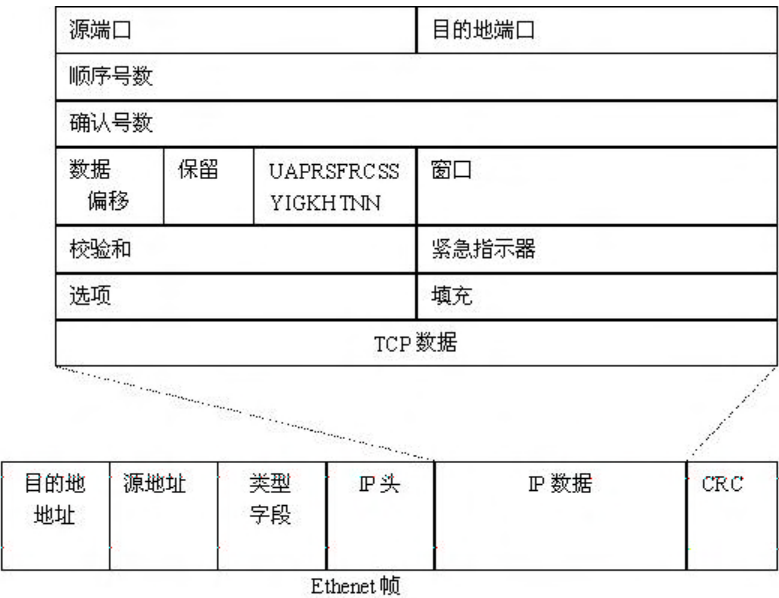 源端口 目的地端口
顺序号数
确认号数
数据 保留 UAPRSFRCSS 窗口
偏移 YIGKHTNN
校验和 紧急指示器
选项 填充
TCP 数据
目的地 源地址 类型 IP头 IP 数据 CRC
地址 字段
Ethenet 帧